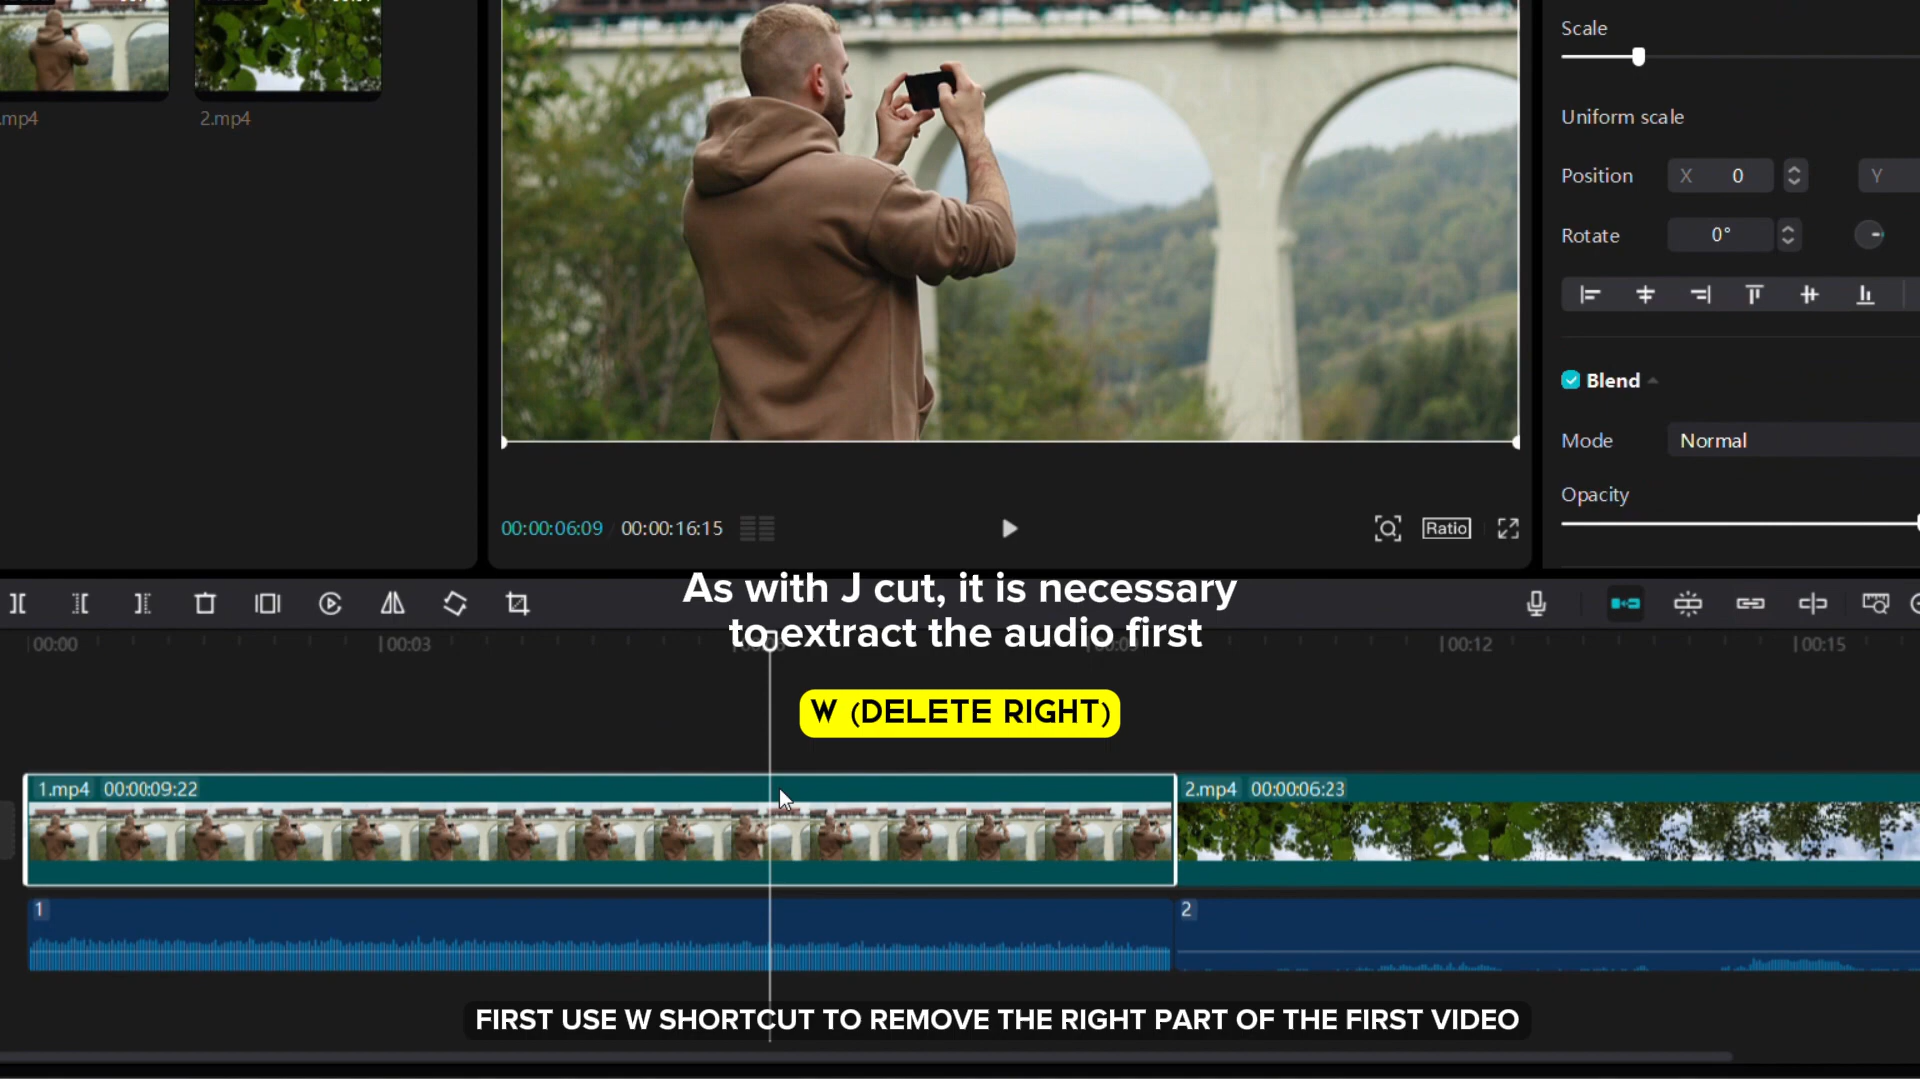 .mp4
2.mp4
Scale
Uniform scale
Position X 0 Y
Rotate 0°
Blend
Mode Normal
Opacity
00:00:06:09 00:00:16:15
Ratio
As with J cut, it is necessary
to extract the audio first
00:00 00:03 00:12 00:15
W (DELETE RIGHT)
1.mp4 00:00:09:22
2.mp4 00:00:06:23
1
2
FIRST USE W SHORTCUT TO REMOVE THE RIGHT PART OF THE FIRST VIDEO